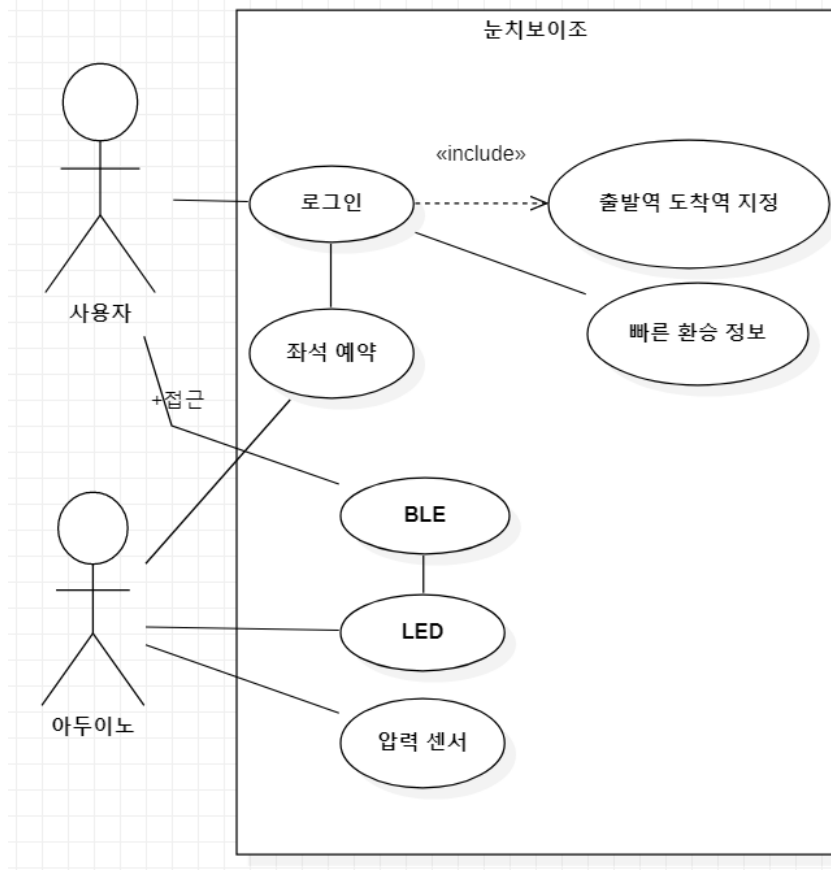 눈치보이조
«include»
로그인
출발역 도착역 지정
사용자
빠른 환승 정보
좌석 예약
+접근
BLE
LED
아두이노
압력 센서